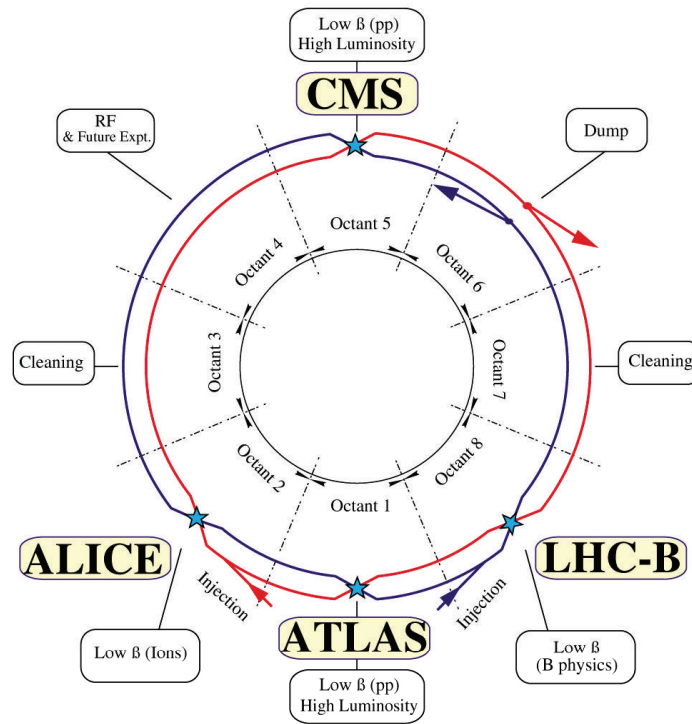 Low ß (pp)
High Luminosity
CMS
RF
& Future Expt.
Dump
Octant 5
Octant 4
Octant 6
Cleaning
Octant 3
Octant 7
Cleaning
Octant 2
Octant 8
Octant 1
ALICE
LHC-B
Injection
Injection
ATLAS
Low ß (Ions)
Low ß
(B physics)
Low ß (pp)
High Luminosity